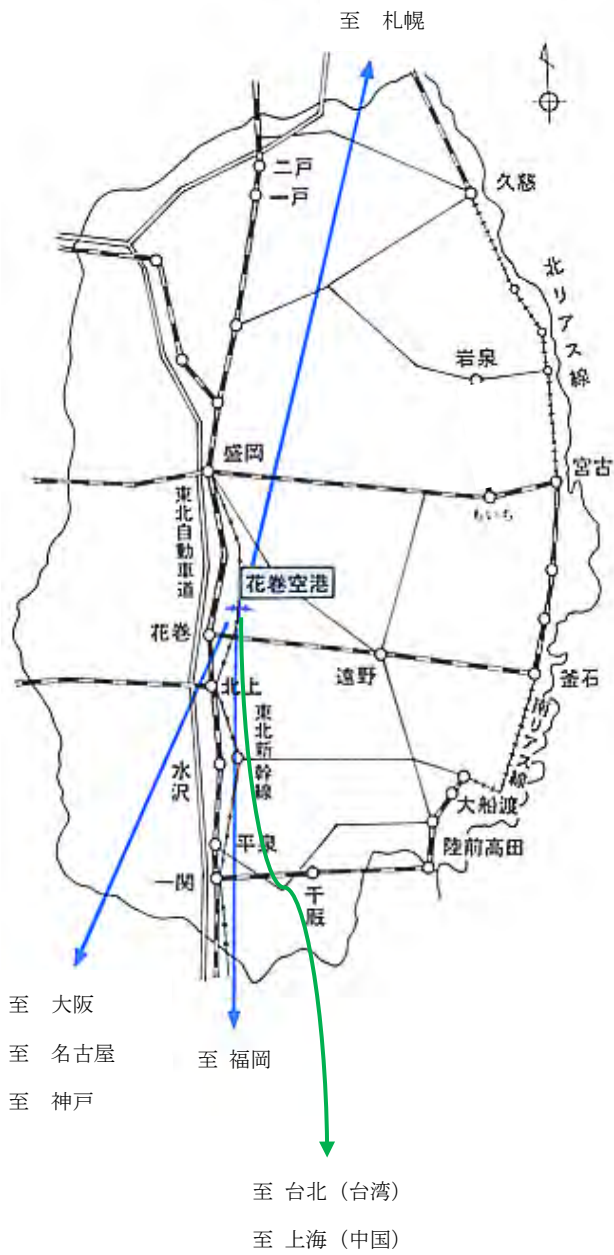 至 札幌
二戸
一戸
久慈
北リアス線
岩泉
盛岡
宮古
もいち
東北自動車道
花巻空港
花巻
遠野
釜石
北上
東北新幹線
南リアス線
水沢
大船渡
平泉
陸前高田
一関
千厩
至 大阪
至 名古屋
至 福岡
至 神戸
至 台北（台湾）
至 上海（中国）